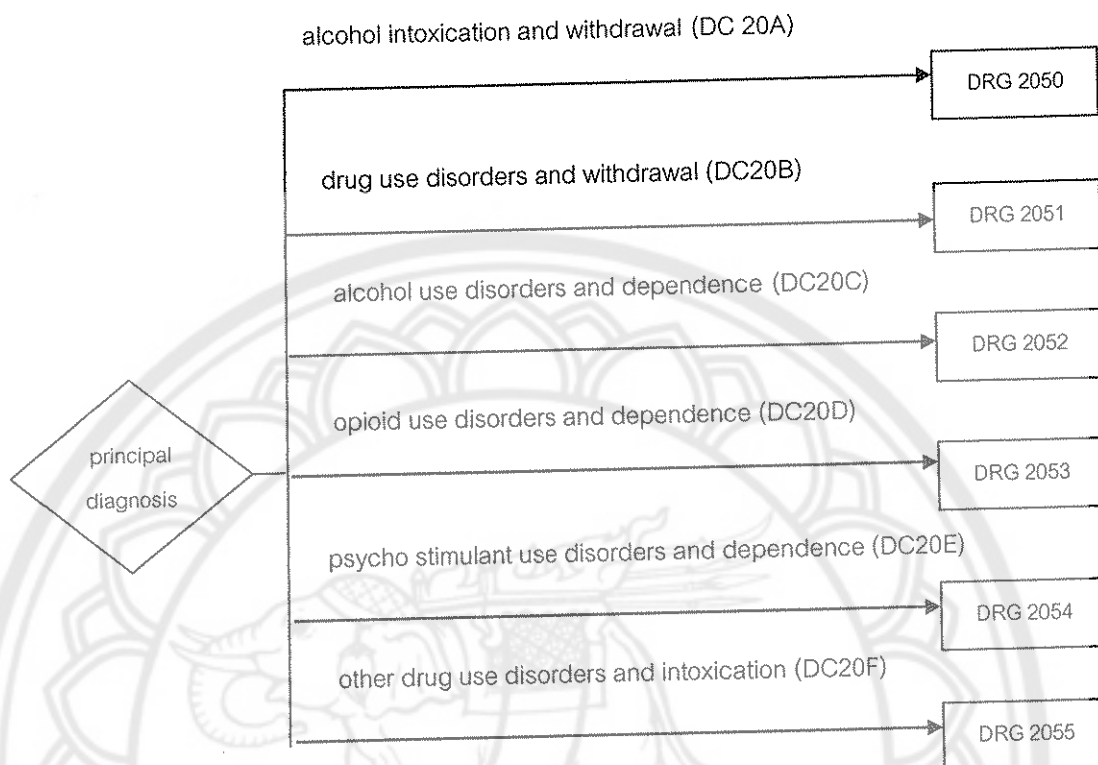 alcohol intoxication and withdrawal (DC 20A)
DRG 2050
drug use disorders and withdrawal (DC20B)
DRG 2051
alcohol use disorders and dependence (DC20C)
DRG 2052
opioid use disorders and dependence (DC20D)
principal
diagnosis
DRG 2053
psycho stimulant use disorders and dependence (DC20E)
DRG 2054
other drug use disorders and intoxication (DC20F)
DRG 2055